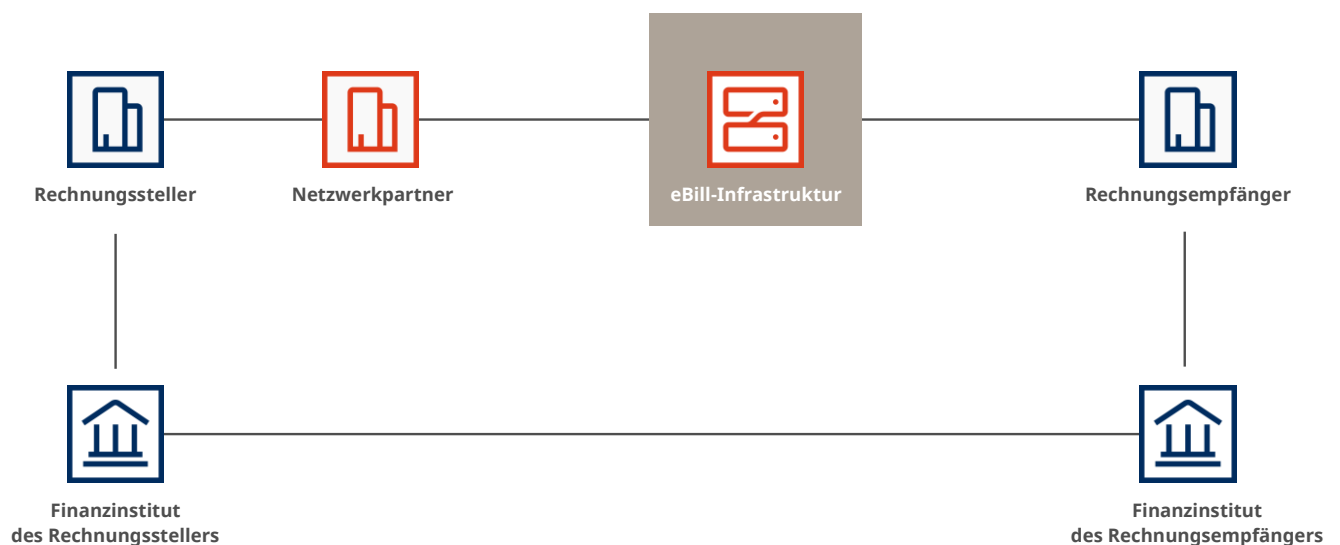 Rechnungssteller
Netzwerkpartner
eBill-Infrastruktur
Rechnungsempfänger
Finanzinstitut
des Rechnungsstellers
Finanzinstitut
des Rechnungsempfängers